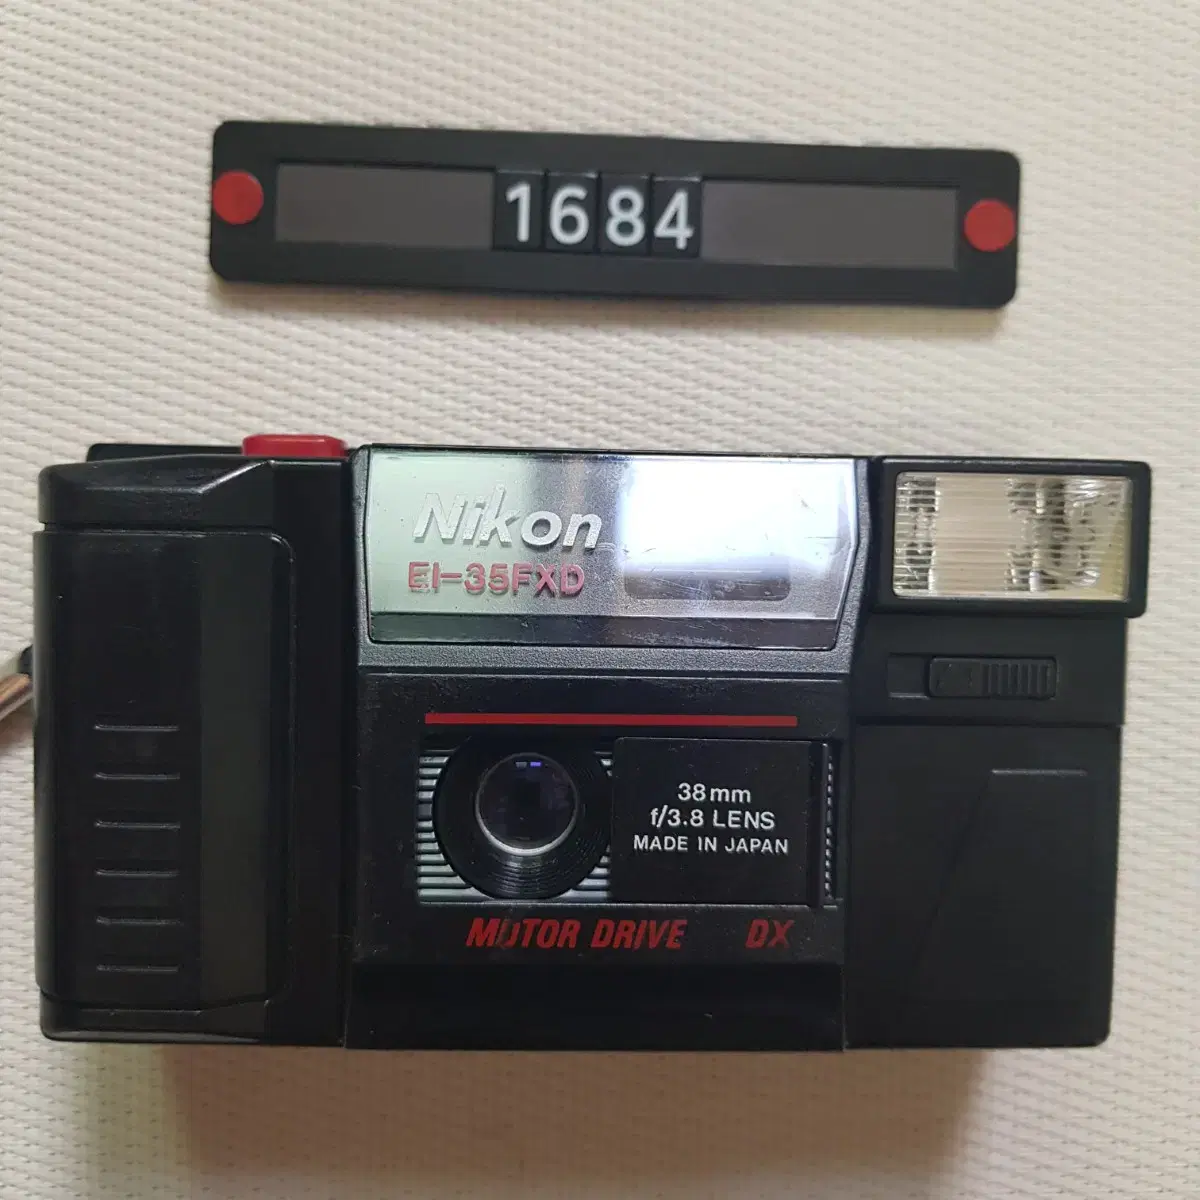 1684
Nikon
EI-35FXD
38mm
f/3.8 LENS
MADE IN JAPAN
MOTOR DRIVE DX